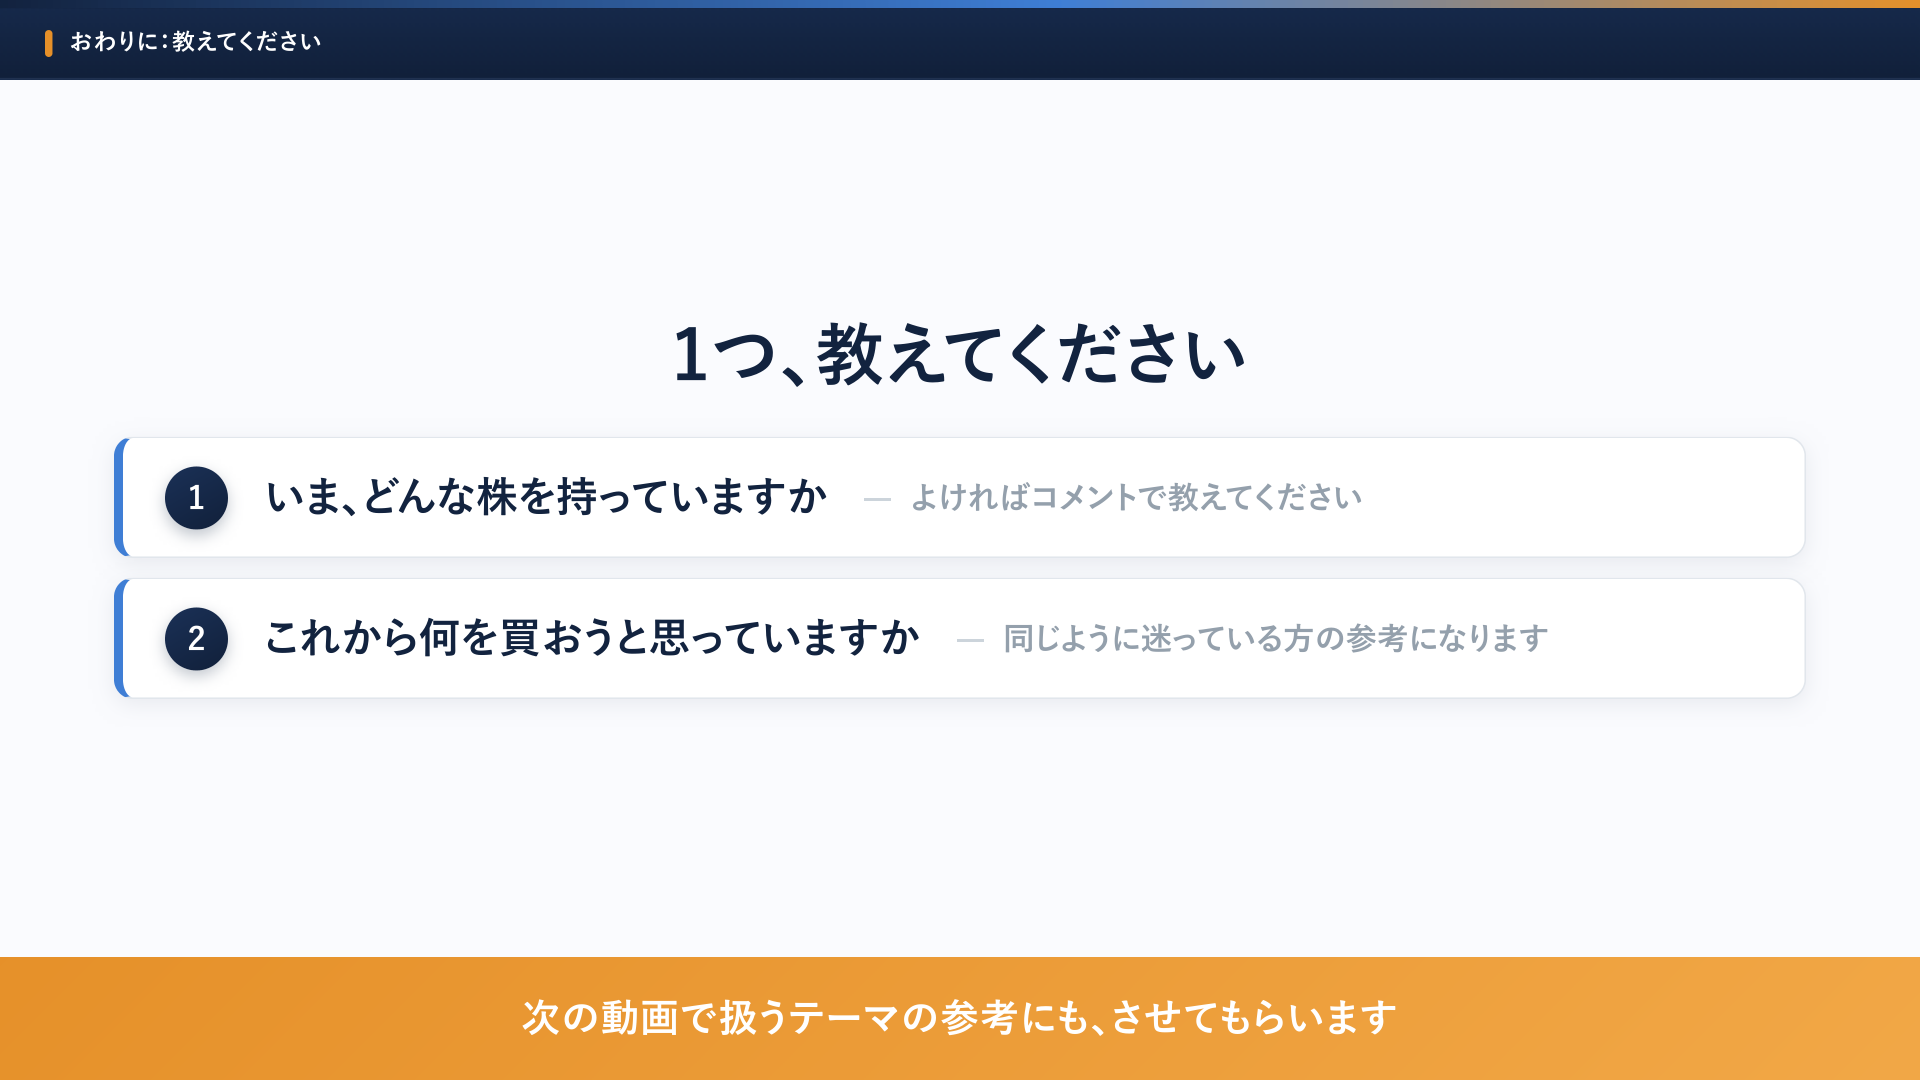 おわりに：教えてください
1つ、教えてください
1 いま、どんな株を持っていますか — よければコメントで教えてください
2 これから何を買おうと思っていますか — 同じように迷っている方の参考になります
次の動画で扱うテーマの参考にも、させてもらいます